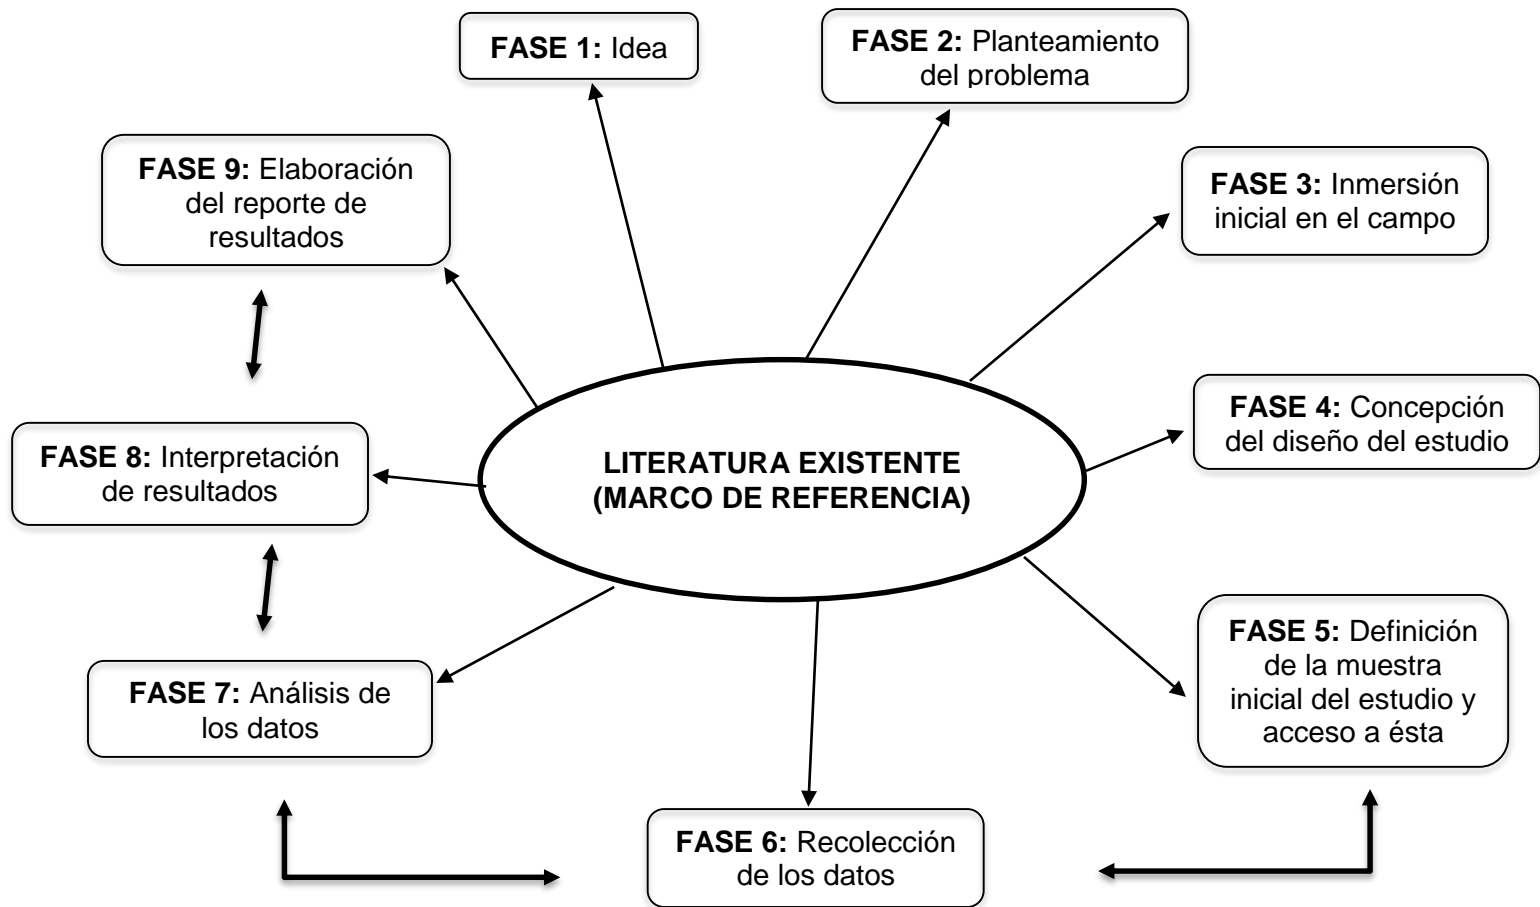 FASE 1: Idea
FASE 2: Planteamiento
del problema
FASE 3: Inmersión
inicial en el campo
FASE 4: Concepción
del diseño del estudio
FASE 5: Definición
de la muestra
inicial del estudio y
acceso a ésta
FASE 6: Recolección
de los datos
FASE 7: Análisis de
los datos
FASE 8: Interpretación
de resultados
FASE 9: Elaboración
del reporte de
resultados
LITERATURA EXISTENTE
(MARCO DE REFERENCIA)